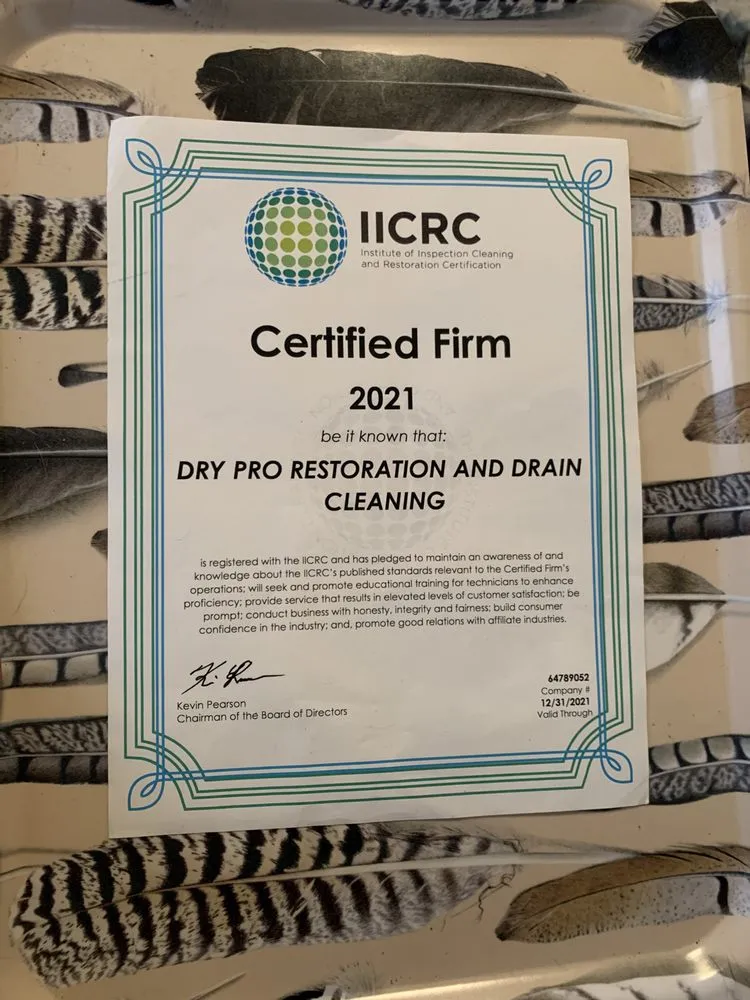 IICRC
Institute of Inspection Cleaning
and Restoration Certification
Certified Firm
2021
be it known that:
DRY PRO RESTORATION AND DRAIN
CLEANING
is registered with the IICRC and has pledged to maintain an awareness of and
knowledge about the IICRC's published standards relevant to the Certified Firm's
operations; will seek and promote educational training for technicians to enhance
proficiency; provide service that results in elevated levels of customer satisfaction; be
prompt; conduct business with honesty, integrity and fairness; build consumer
confidence in the industry; and, promote good relations with affiliate industries.
Kevin Pearson
Chairman of the Board of Directors
64789052
Company #
12/31/2021
Valid Through